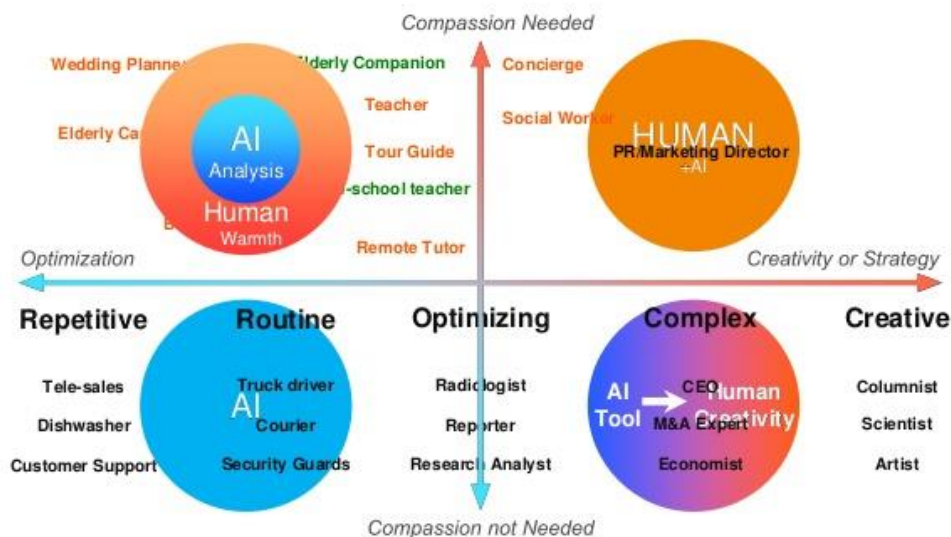 Compassion Needed
Wedding Planner
Elderly Companion
Concierge
Teacher
Social Worker
Elderly Ca
AI
Analysis
HUMAN
PR/Marketing Director
+AI
Tour Guide
-school teacher
Human
Warmth
Remote Tutor
Optimization
Creativity or Strategy
Repetitive
Routine
Optimizing
Complex
Creative
Tele-sales
Truck driver
Radiologist
CEO
Columnist
AI
AI
Tool
Human
Creativity
Dishwasher
Courier
Reporter
M&A Expert
Scientist
Customer Support
Security Guards
Research Analyst
Economist
Artist
Compassion not Needed